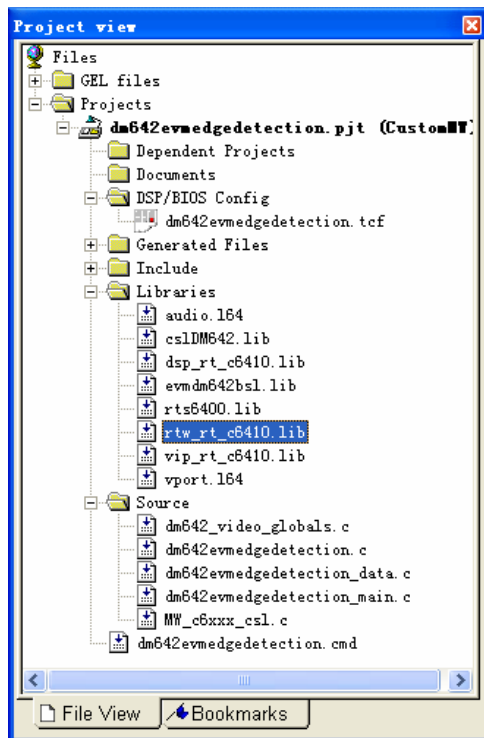 Project view
Files
GEL files
Projects
dm642evmedgedetection.pjt (CustomMW)
Dependent Projects
Documents
DSP/BIOS Config
dm642evmedgedetection.tcf
Generated Files
Include
Libraries
audio.l64
cslDM642.lib
dsp_rt_c6410.lib
evmdm642bsl.lib
rts6400.lib
rtw_rt_c6410.lib
vip_rt_c6410.lib
vport.l64
Source
dm642_video_globals.c
dm642evmedgedetection.c
dm642evmedgedetection_data.c
dm642evmedgedetection_main.c
MW_c6xxx_csl.c
dm642evmedgedetection.cmd
File View
Bookmarks